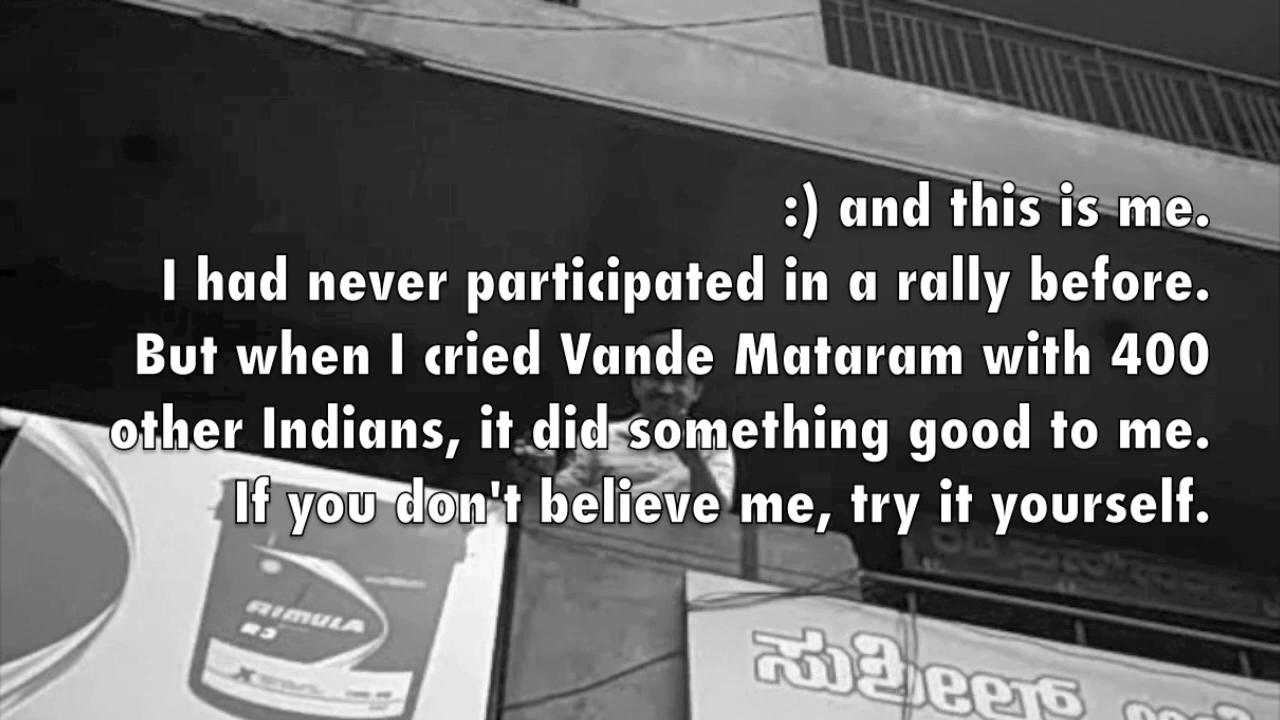 :) and this is me.
I had never participated in a rally before.
But when I cried Vande Mataram with 400
other Indians, it did something good to me.
If you don't believe me, try it yourself.
RIMULA
R3
ಸುಶೀಲ್